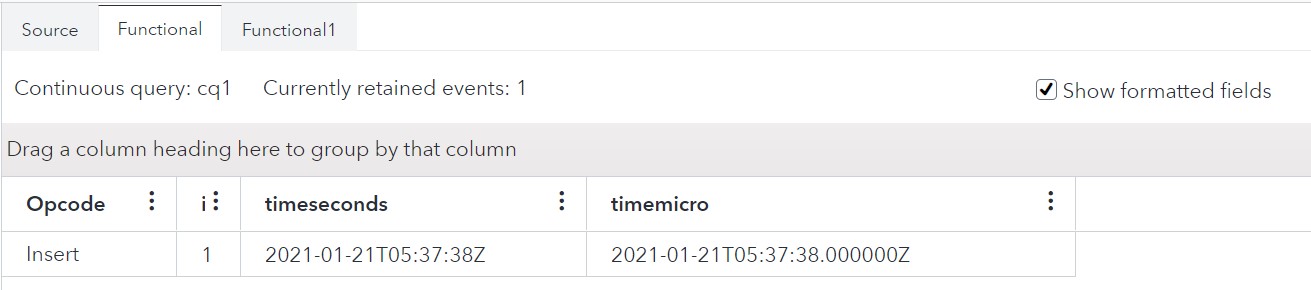 Source Functional Functional1
Continuous query: cq1 Currently retained events: 1 Show formatted fields
Drag a column heading here to group by that column
Opcode i timeseconds timemicro
Insert 1 2021-01-21T05:37:38Z 2021-01-21T05:37:38.000000Z